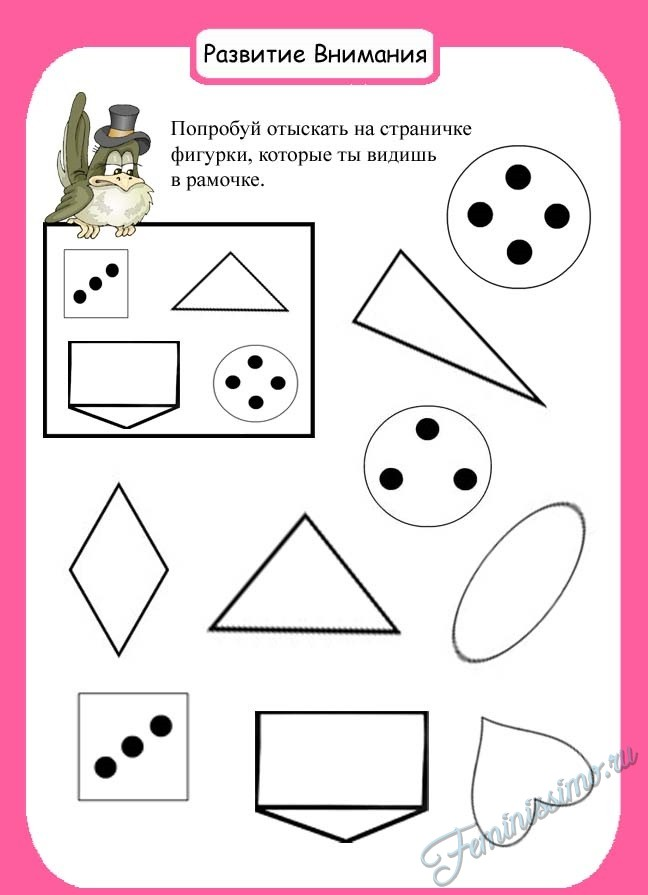 Развитие Внимания
Попробуй отыскать на страничке
фигурки, которые ты видишь
в рамочке.
Feminissimo.ru